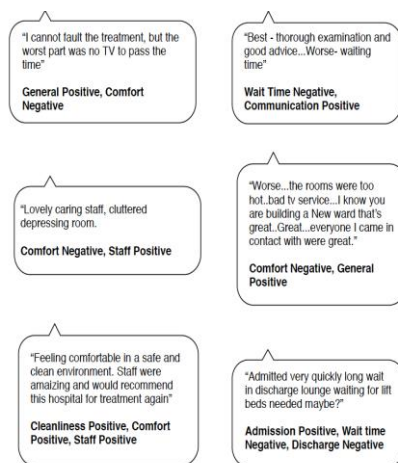 “I cannot fault the treatment, but the
worst part was no TV to pass the
time”
General Positive, Comfort
Negative
“Best - thorough examination and
good advice...Worse- waiting
time”
Wait Time Negative,
Communication Positive
“Lovely caring staff, cluttered
depressing room.
Comfort Negative, Staff Positive
“Worse...the rooms were too
hot..bad tv service...I know you
are building a New ward that’s
great..Great...everyone I came in
contact with were great.”
Comfort Negative, General
Positive
“Feeling comfortable in a safe and
clean environment. Staff were
amaizing and would recommend
this hospital for treatment again”
Cleanliness Positive, Comfort
Positive, Staff Positive
“Admitted very quickly long wait
in discharge lounge waiting for lift
beds needed maybe?”
Admission Positive, Wait time
Negative, Discharge Negative